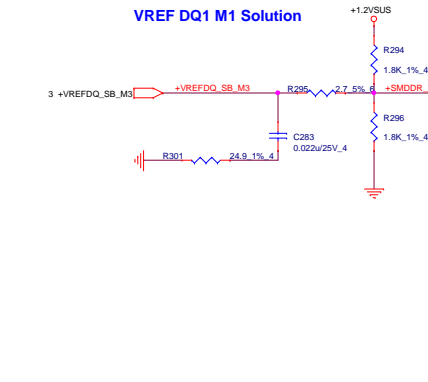 VREF DQ1 M1 Solution
+1.2VSUS
R294
1.8K_1%_4
3 +VREFDQ_SB_M3
+VREFDQ_SB_M3
R295
2.7_5%_6
+SMDDR
R296
1.8K_1%_4
C283
0.022u/25V_4
R301
24.9_1%_4